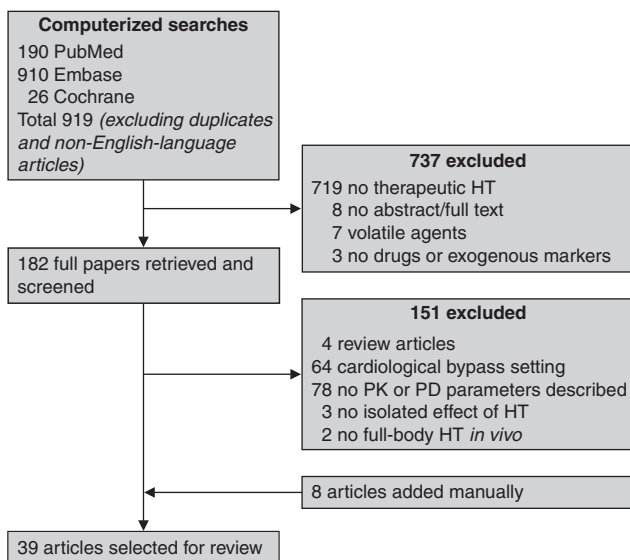 Computerized searches
190 PubMed
910 Embase
26 Cochrane
Total 919 (excluding duplicates
and non-English-language
articles)
737 excluded
719 no therapeutic HT
8 no abstract/full text
7 volatile agents
3 no drugs or exogenous markers
182 full papers retrieved and
screened
151 excluded
4 review articles
64 cardiological bypass setting
78 no PK or PD parameters described
3 no isolated effect of HT
2 no full-body HT in vivo
8 articles added manually
39 articles selected for review